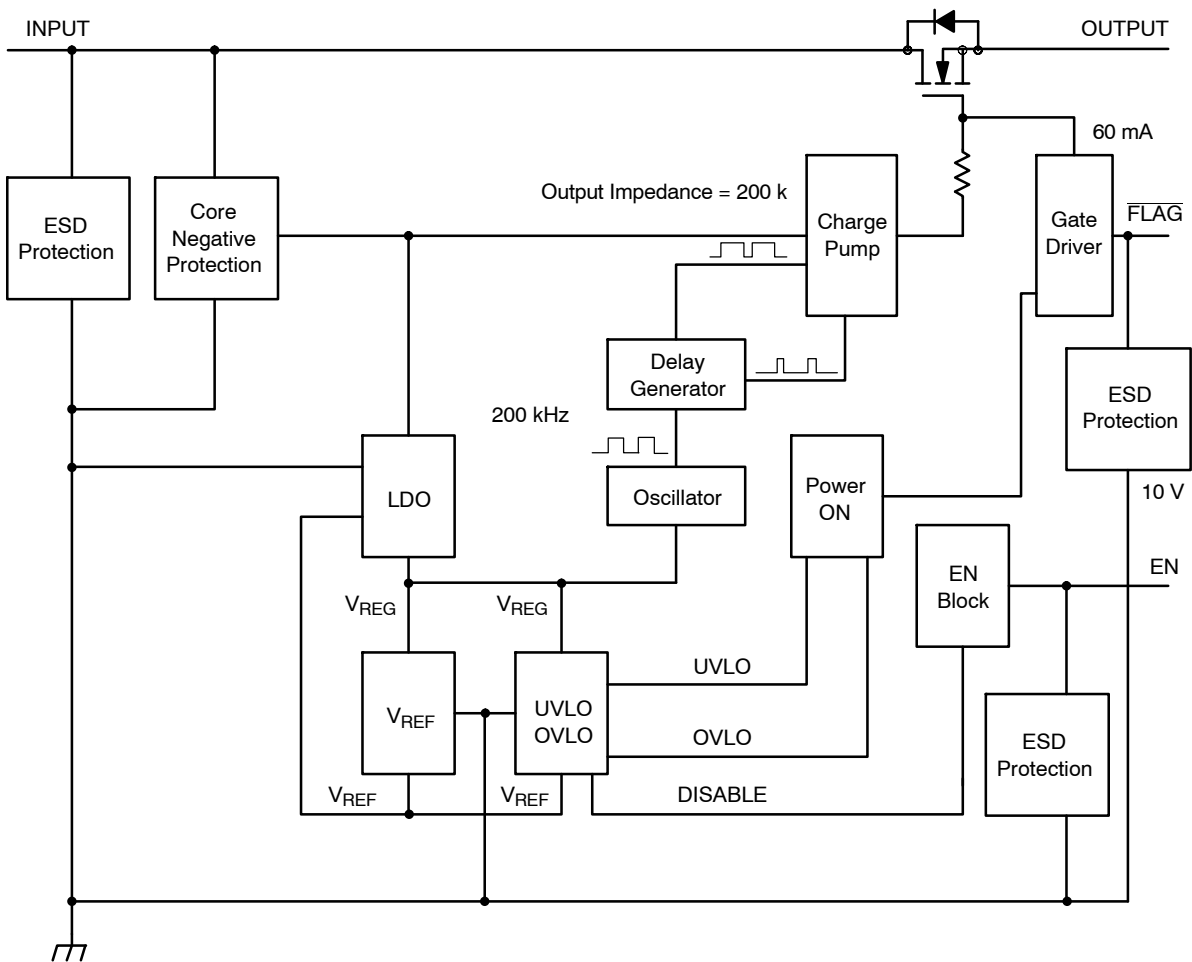 INPUT
OUTPUT
60 mA
ESD
Protection
Core
Negative
Protection
Output Impedance = 200 k
Charge
Pump
Gate
Driver
FLAG
Delay
Generator
200 kHz
ESD
Protection
10 V
LDO
Oscillator
Power
ON
EN
Block
EN
VREG
VREG
VREF
UVLO
OVLO
UVLO
OVLO
ESD
Protection
VREF
VREF
DISABLE